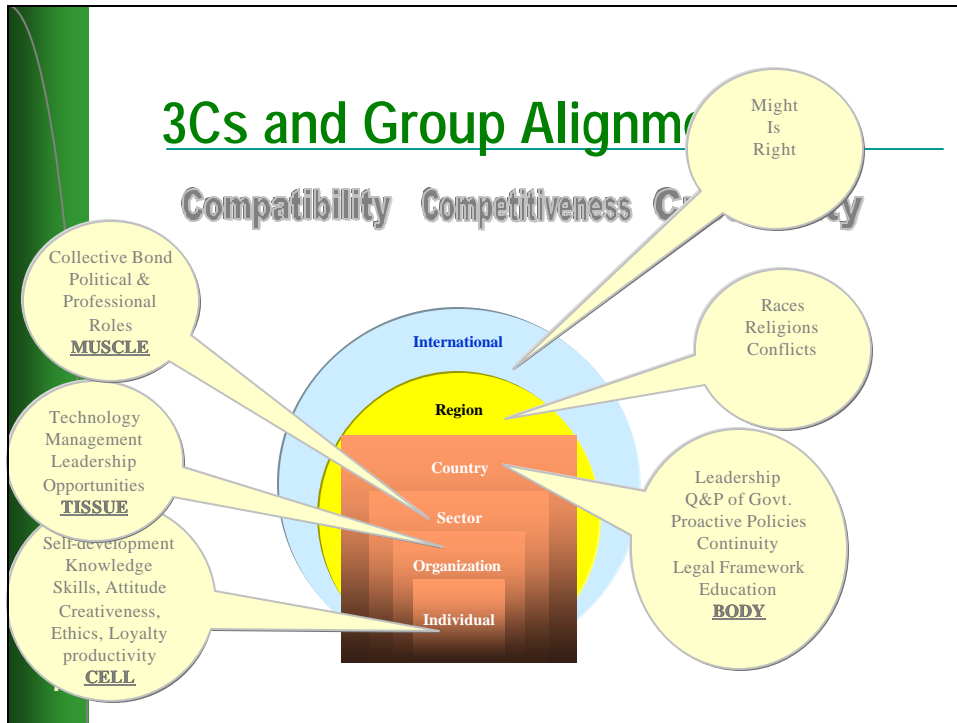 3Cs and Group
Compatibility Competitiveness
Might
Is
Right
Collective Bond
Political &
Professional
Roles
MUSCLE
Technology
Management
Leadership
Opportunities
TISSUE
Self-development
Knowledge
Skills, Attitude
Creativeness,
Ethics, Loyalty
productivity
CELL
International
Region
Country
Sector
Organization
Individual
Races
Religions
Conflicts
Leadership
Q&P of Govt.
Proactive Policies
Continuity
Legal Framework
Education
BODY